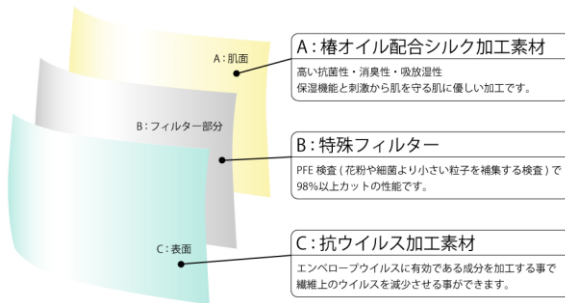 A:肌面
A:椿オイル配合シルク加工素材
高い抗菌性・消臭性・吸放湿性
保湿機能と刺激から肌を守る肌に優しい加工です。
B:フィルター部分
B:特殊フィルター
PFE 検査 ( 花粉や細菌より小さい粒子を補集する検査 ) で
98%以上カットの性能です。
C:表面
C:抗ウイルス加工素材
エンベロープウイルスに有効である成分を加工する事で
繊維上のウイルスを減少させる事ができます。